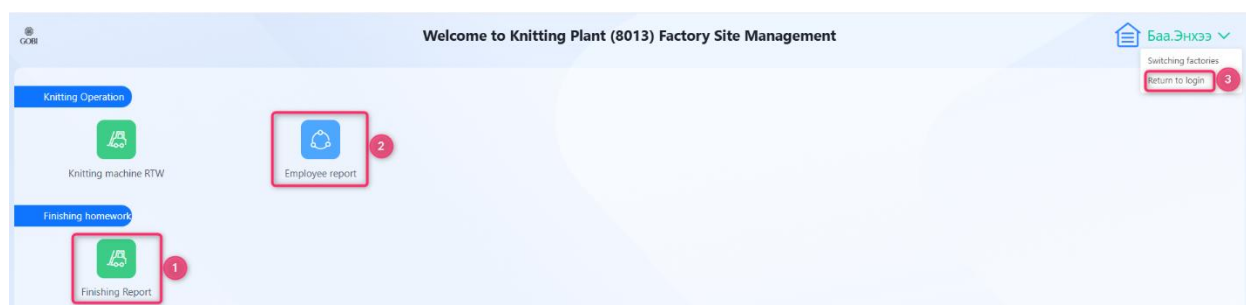 GOBI
Welcome to Knitting Plant (8013) Factory Site Management
Баа.Энхээ
Switching factories
Return to login 3
Knitting Operation
2
Knitting machine RTW
Employee report
Finishing homework
1
Finishing Report